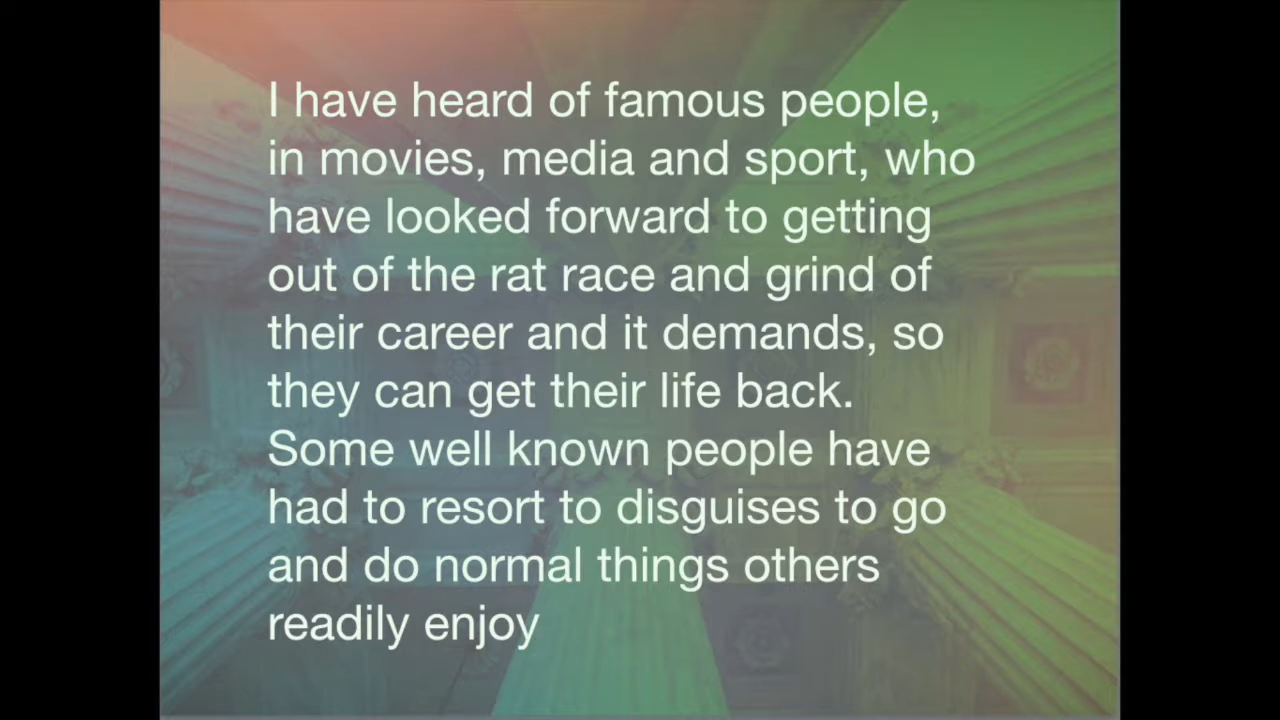 I have heard of famous people,
in movies, media and sport, who
have looked forward to getting
out of the rat race and grind of
their career and it demands, so
they can get their life back.
Some well known people have
had to resort to disguises to go
and do normal things others
readily enjoy